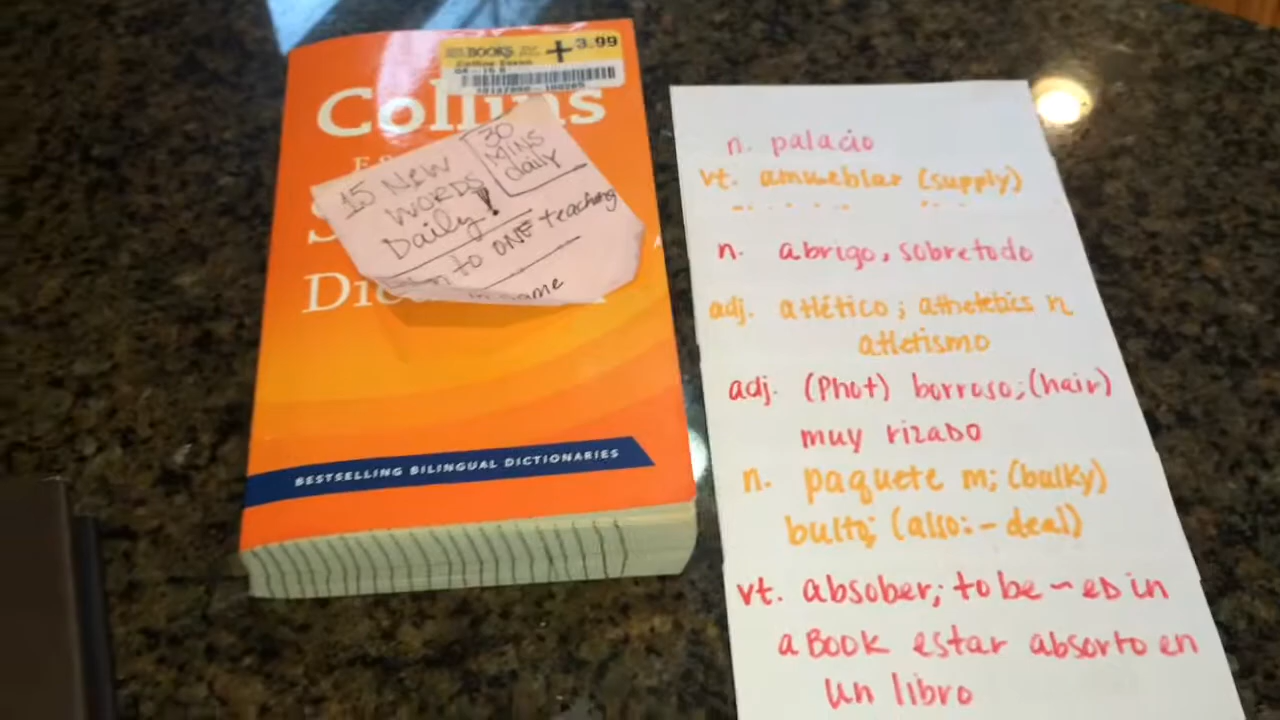 BOOKS
3.99
Collins
15 New
WORDS
Daily!
30
MINS
daily
to ONE teaching
BESTSELLING BILINGUAL DICTIONARIES
n. palacio
vt. amueblar (supply)
n. abrigo, sobretodo
adj. atlético; atheletics n
atletismo
adj. (Phot) borroso; (hair)
muy rizado
n. paquete m; (bulky)
bulto; (also: - deal)
vt. absober; to be ~ ed in
a BOOK estar absorto en
un libro